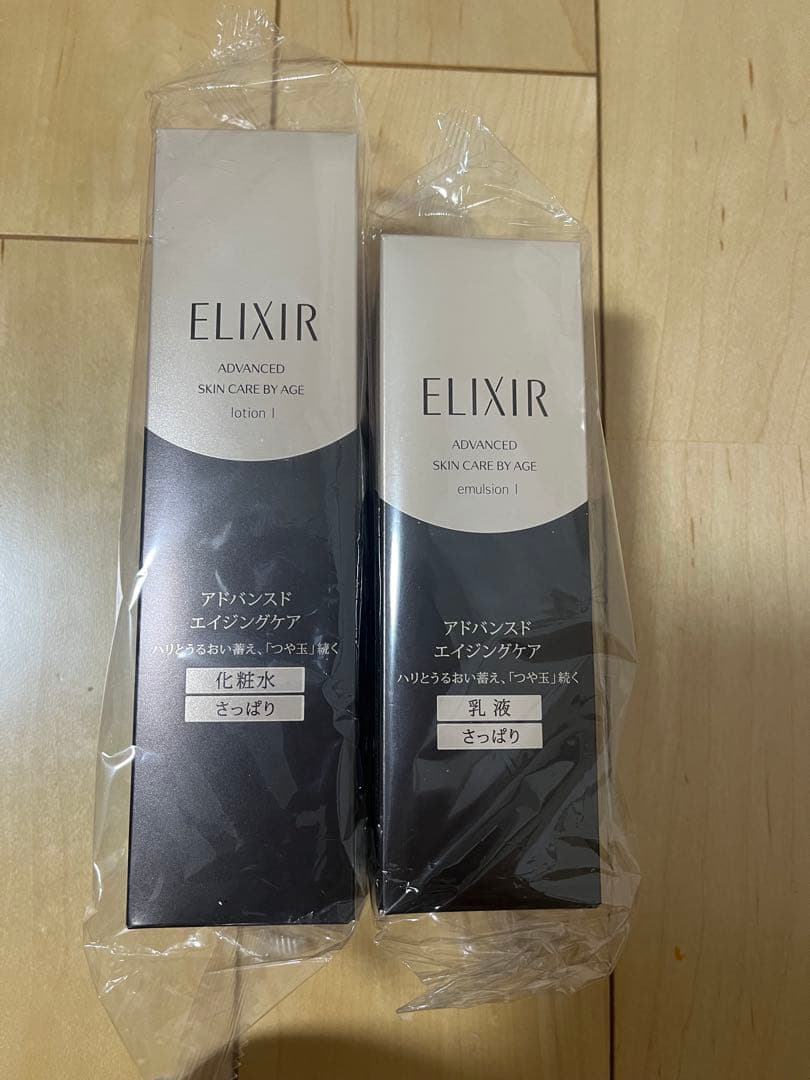 ELIXIR
ADVANCED
SKIN CARE BY AGE
lotion I
アドバンスド
エイジングケア
ハリとうるおい蓄え、「つや玉」続く
化粧水
さっぱり
ELIXIR
ADVANCED
SKIN CARE BY AGE
emulsion I
アドバンスド
エイジングケア
ハリとうるおい蓄え、「つや玉」続く
乳液
さっぱり